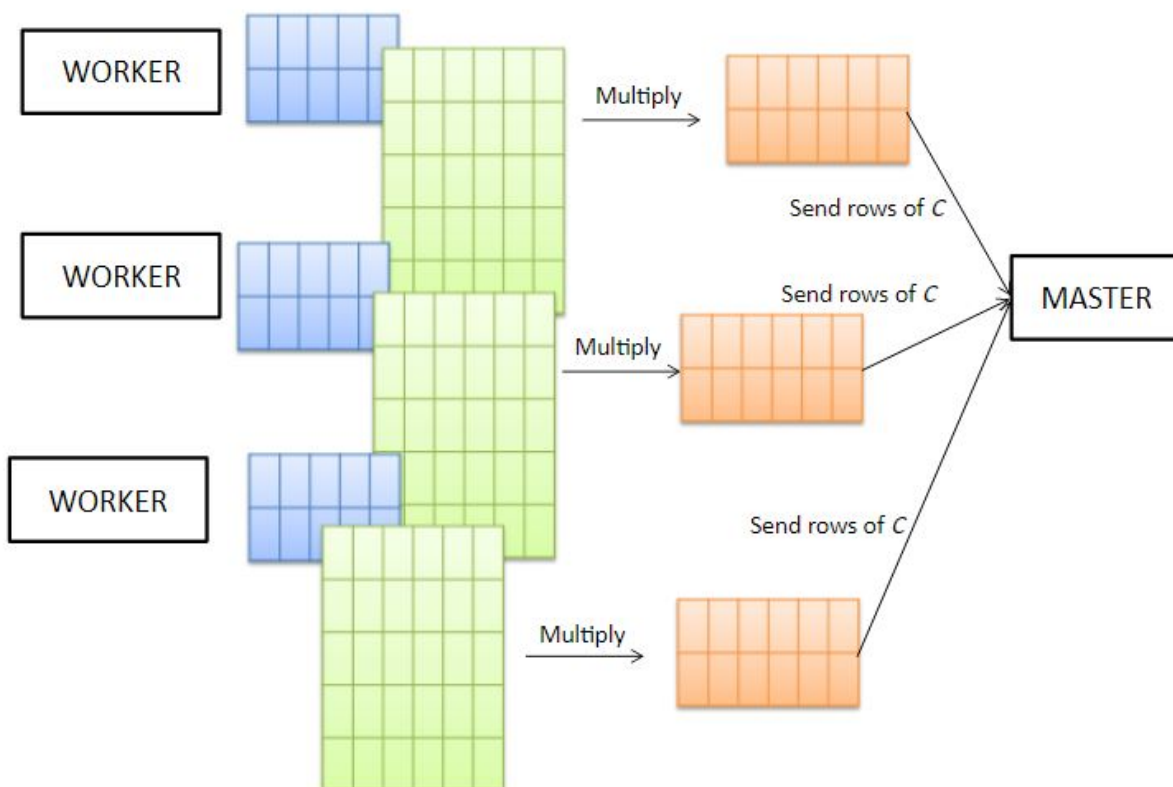 WORKER
Multiply
Send rows of C
WORKER
Send rows of C
MASTER
Multiply
WORKER
Send rows of C
Multiply